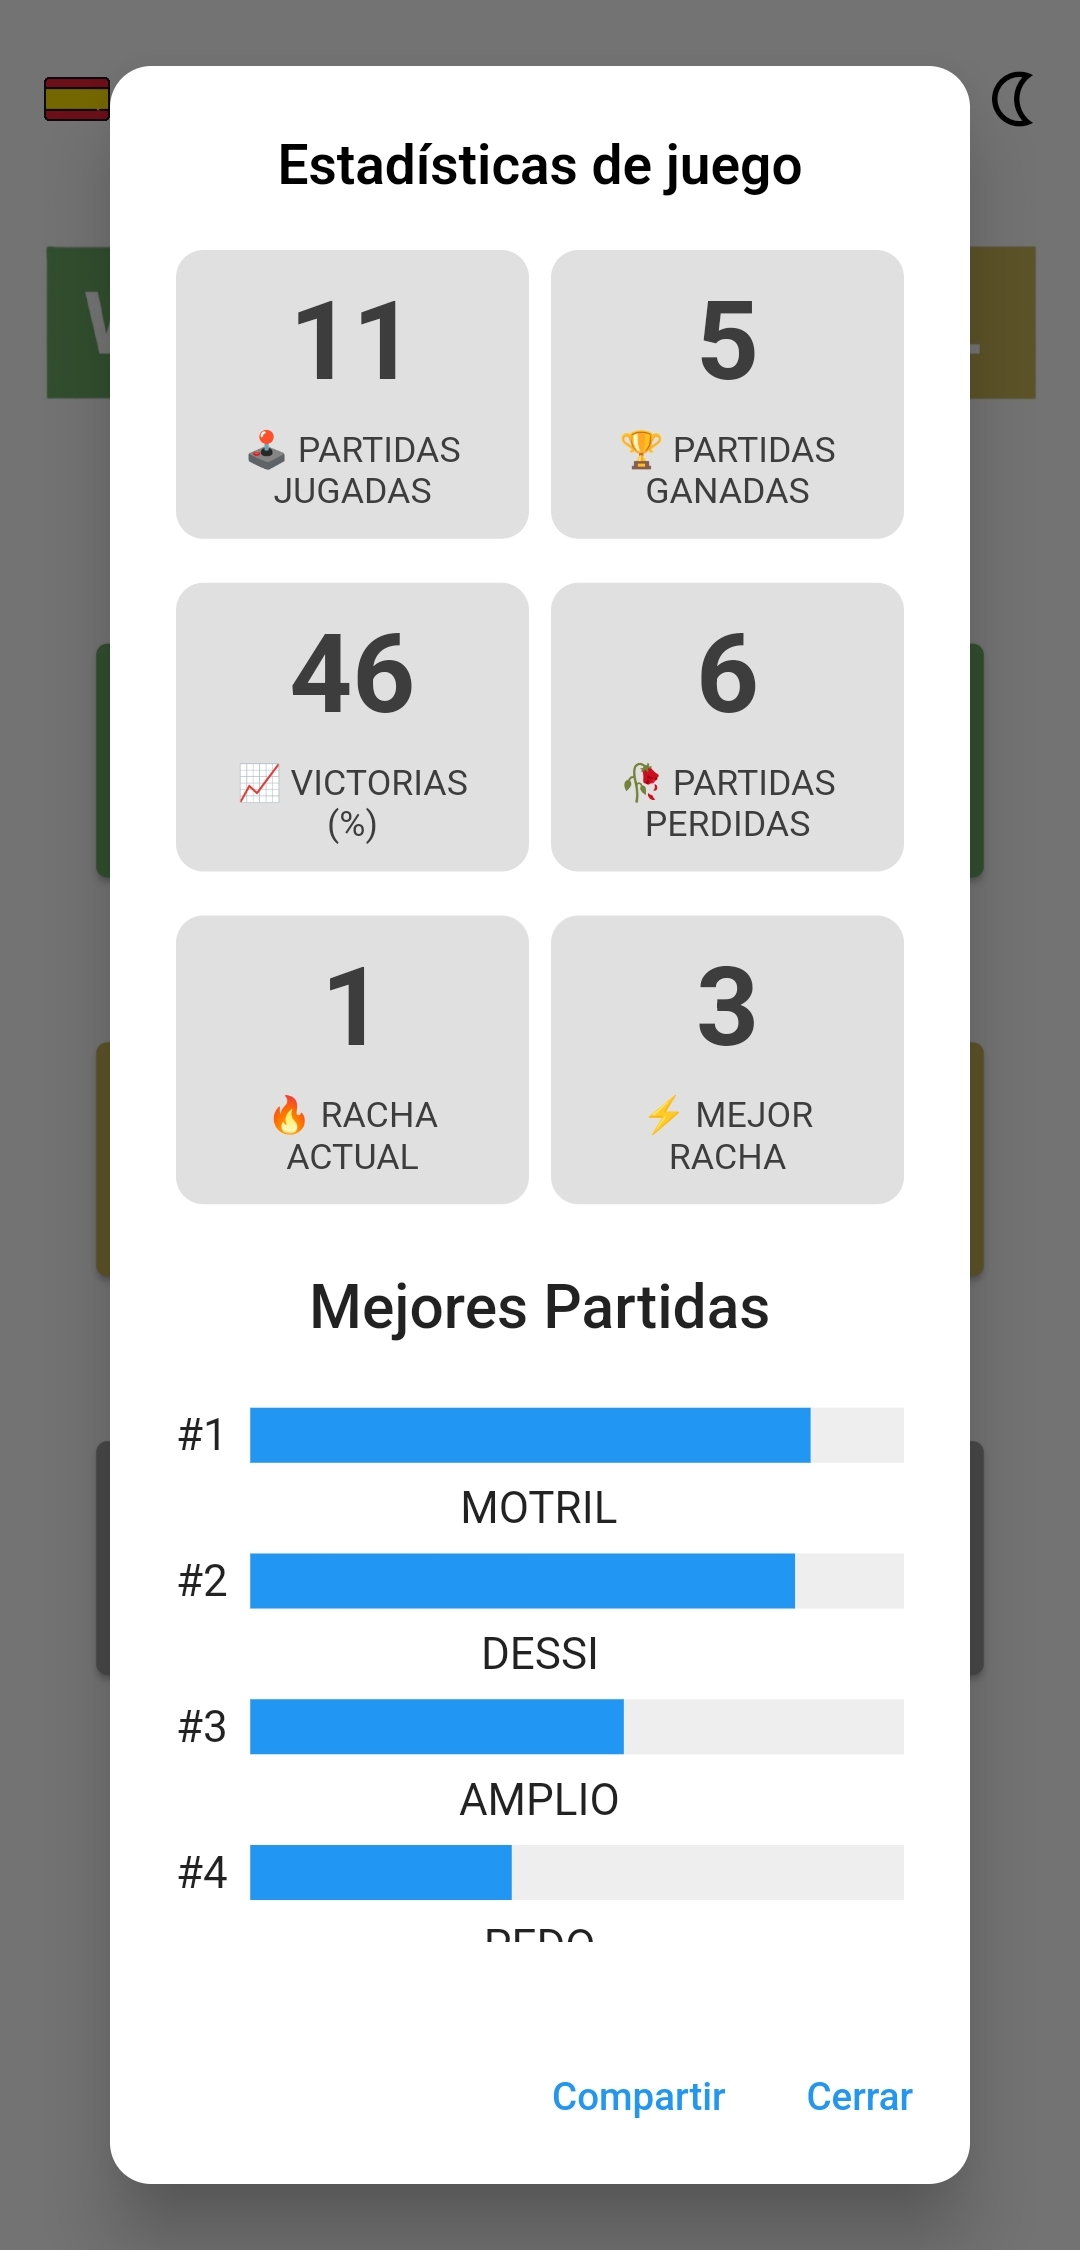 Estadísticas de juego
11
🕹️ PARTIDAS
JUGADAS
5
🏆 PARTIDAS
GANADAS
46
📈 VICTORIAS
(%)
6
🥀 PARTIDAS
PERDIDAS
1
🔥 RACHA
ACTUAL
3
⚡ MEJOR
RACHA
Mejores Partidas
#1
MOTRIL
#2
DESSI
#3
AMPLIO
#4
Compartir
Cerrar